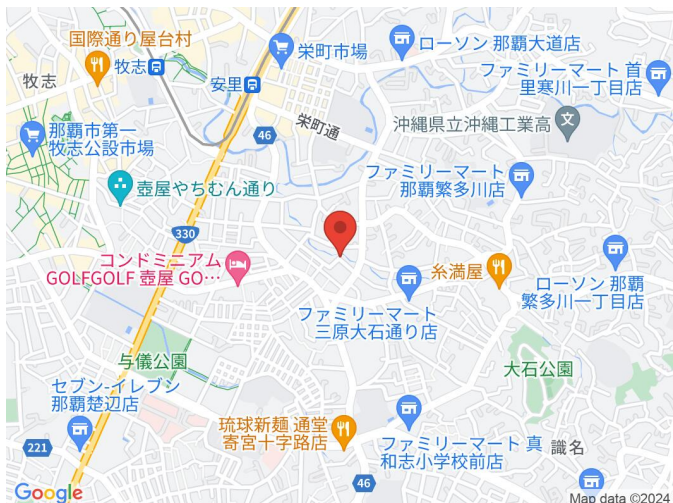 国際通り屋台村
牧志
牧志
安里
栄町市場
ローソン 那覇大道店
ファミリーマート 首
里寒川一丁目店
栄町通
46
沖縄県立沖縄工業高
文
那覇市第一
牧志公設市場
ファミリーマート
那覇繁多川店
壺屋やちむん通り
330
コンドミニアム
GOLFGOLF 壺屋 GO…
糸満屋
ローソン 那覇
繁多川一丁目店
ファミリーマート
三原大石通り店
与儀公園
大石公園
セブン-イレブン
那覇楚辺店
琉球新麺 通堂
寄宮十字路店
ファミリーマート 真
和志小学校前店
識名
221
46
Google
Map data ©2024